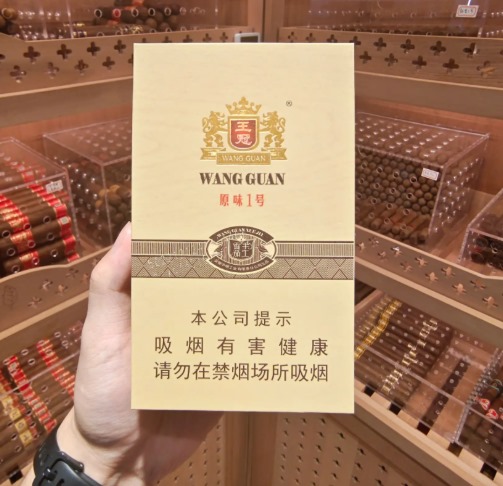 ®
王
冠
WANG GUAN
WANG GUAN
原味1号
本公司提示
吸烟有害健康
请勿在禁烟场所吸烟